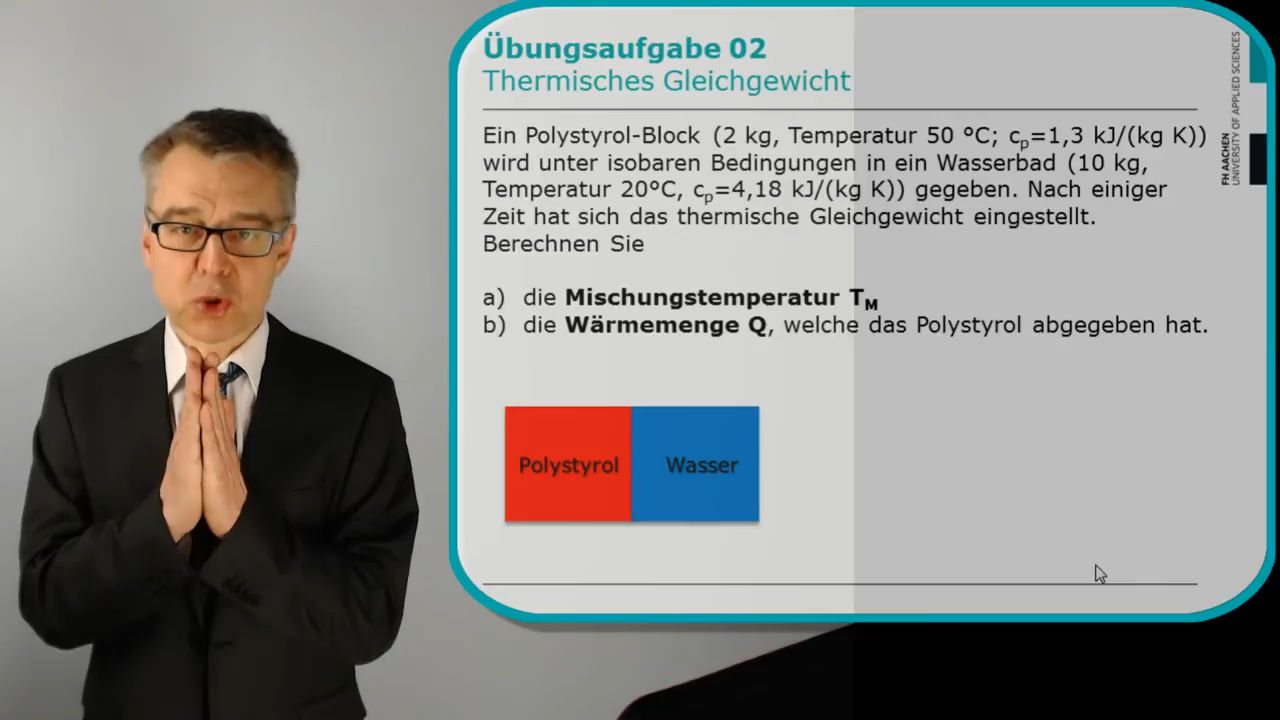 Übungsaufgabe 02
Thermisches Gleichgewicht
Ein Polystyrol-Block (2 kg, Temperatur 50 °C; cp=1,3 kJ/(kg K))
wird unter isobaren Bedingungen in ein Wasserbad (10 kg,
Temperatur 20°C, cp=4,18 kJ/(kg K)) gegeben. Nach einiger
Zeit hat sich das thermische Gleichgewicht eingestellt.
Berechnen Sie
a) die Mischungstemperatur TM
b) die Wärmemenge Q, welche das Polystyrol abgegeben hat.
Polystyrol
Wasser
FH AACHEN
UNIVERSITY OF APPLIED SCIENCES